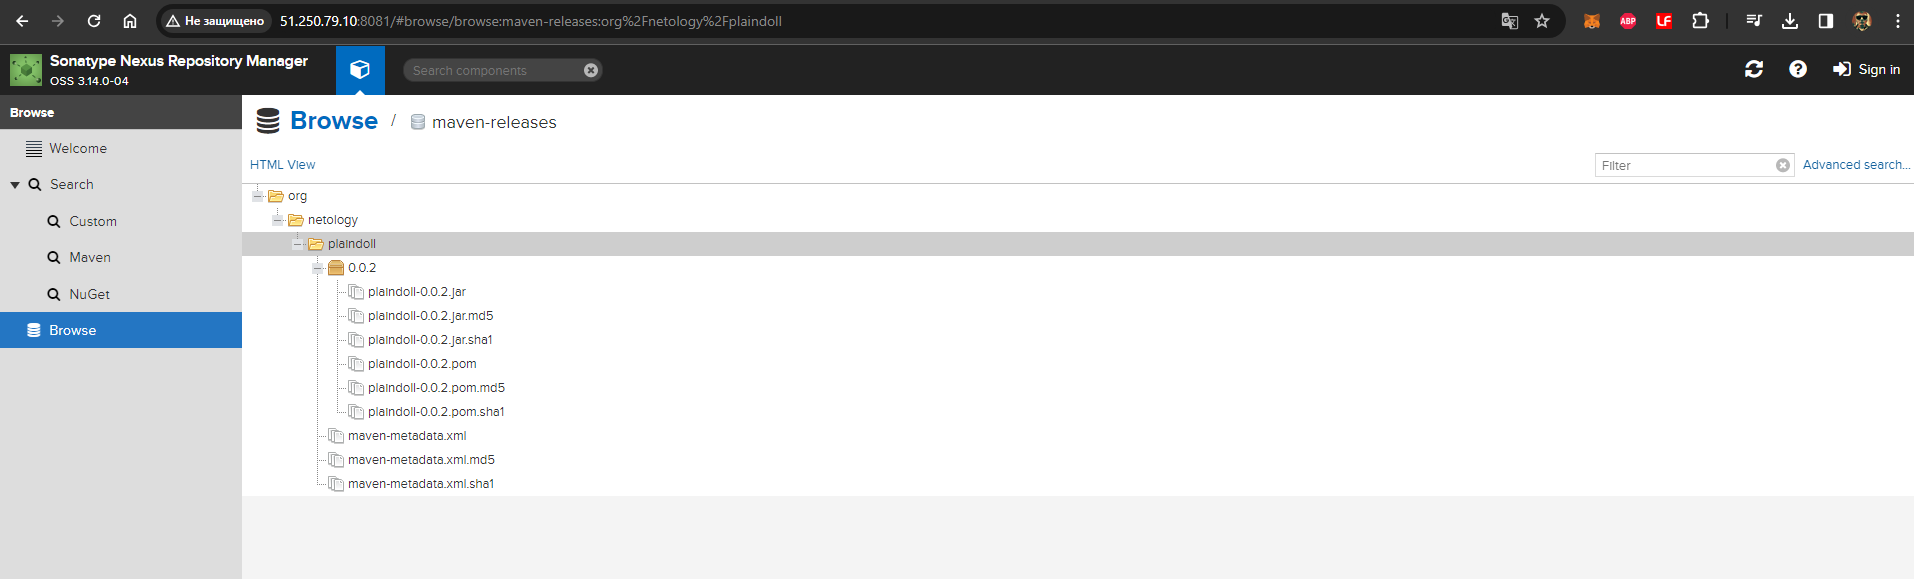 Не защищено 51.250.79.10:8081/#browse/browse:maven-releases:org%2Fnetology%2Fplaindoll
ABP
LF
Sonatype Nexus Repository Manager
OSS 3.14.0-04
Search components
Sign in
Browse
Welcome
Search
Custom
Maven
NuGet
Browse
Browse / maven-releases
HTML View
Filter
Advanced search...
org
netology
plaindoll
0.0.2
plaindoll-0.0.2.jar
plaindoll-0.0.2.jar.md5
plaindoll-0.0.2.jar.sha1
plaindoll-0.0.2.pom
plaindoll-0.0.2.pom.md5
plaindoll-0.0.2.pom.sha1
maven-metadata.xml
maven-metadata.xml.md5
maven-metadata.xml.sha1